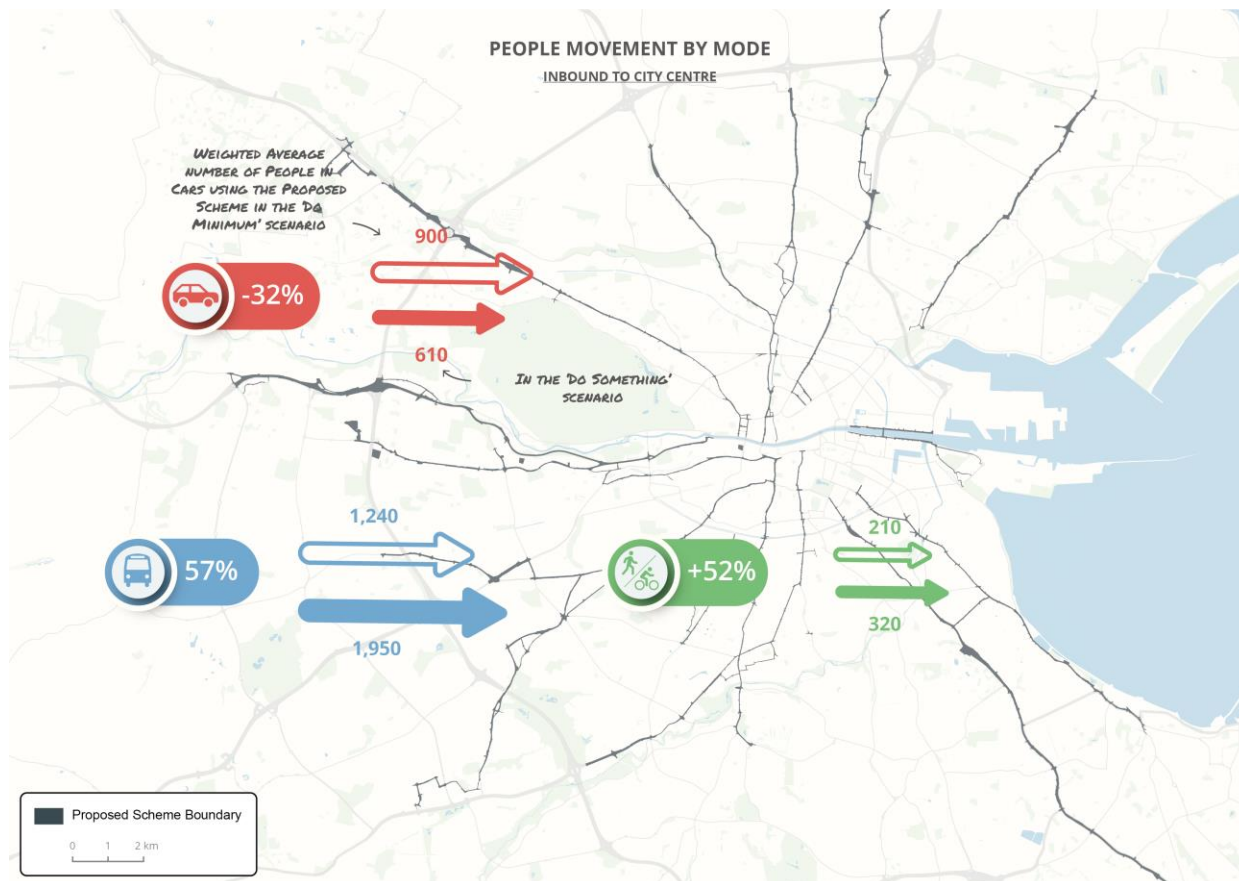 PEOPLE MOVEMENT BY MODE
INBOUND TO CITY CENTRE
WEIGHTED AVERAGE
NUMBER OF PEOPLE IN
CARS USING THE PROPOSED
SCHEME IN THE 'DO
MINIMUM' SCENARIO
900
-32%
610
IN THE 'DO SOMETHING'
SCENARIO
1,240
57%
1,950
210
+52%
320
Proposed Scheme Boundary
0 1 2 km